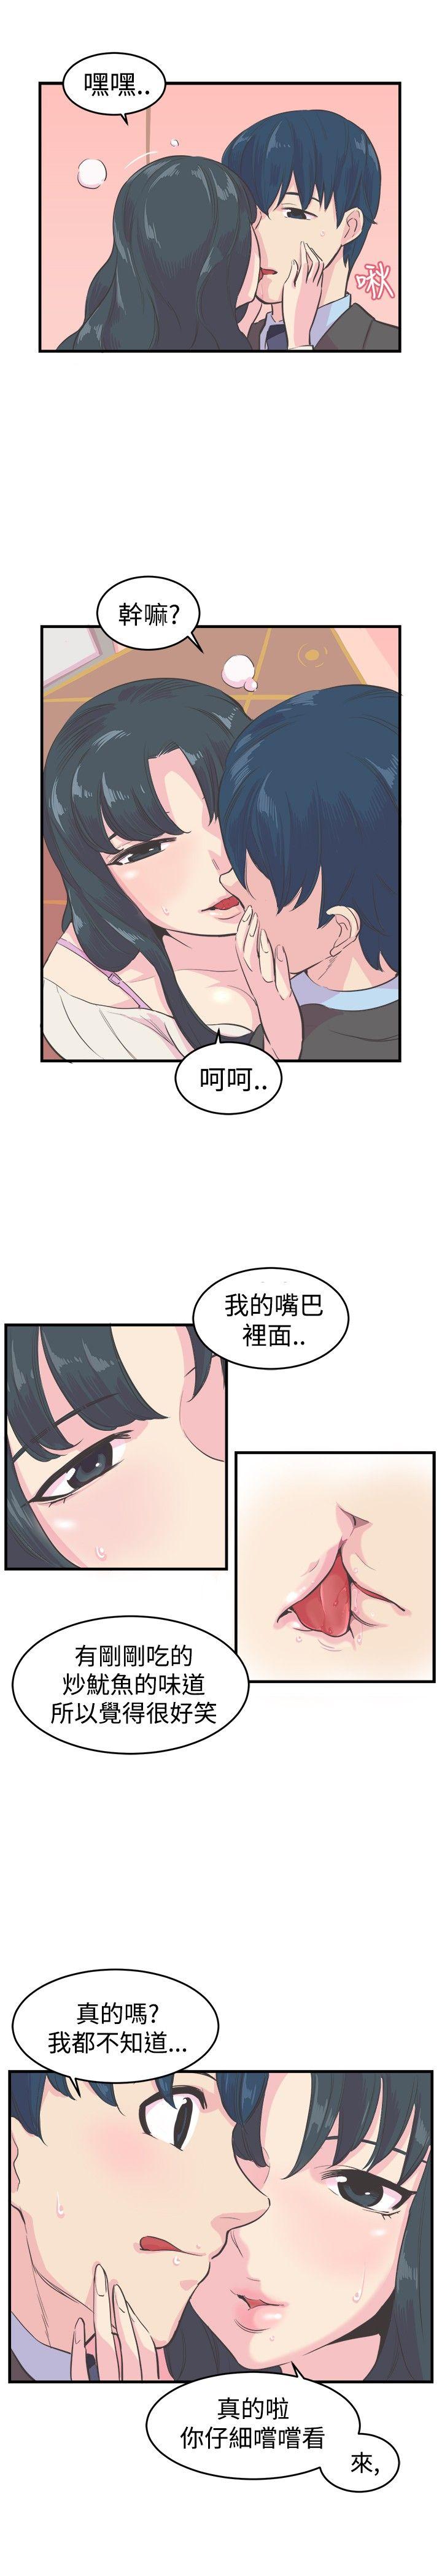 嘿嘿..
啾
幹嘛?
呵呵..
我的嘴巴
裡面..
有剛剛吃的
炒魷魚的味道
所以覺得很好笑
真的嗎?
我都不知道...
真的啦
你仔細嚐嚐看
來,